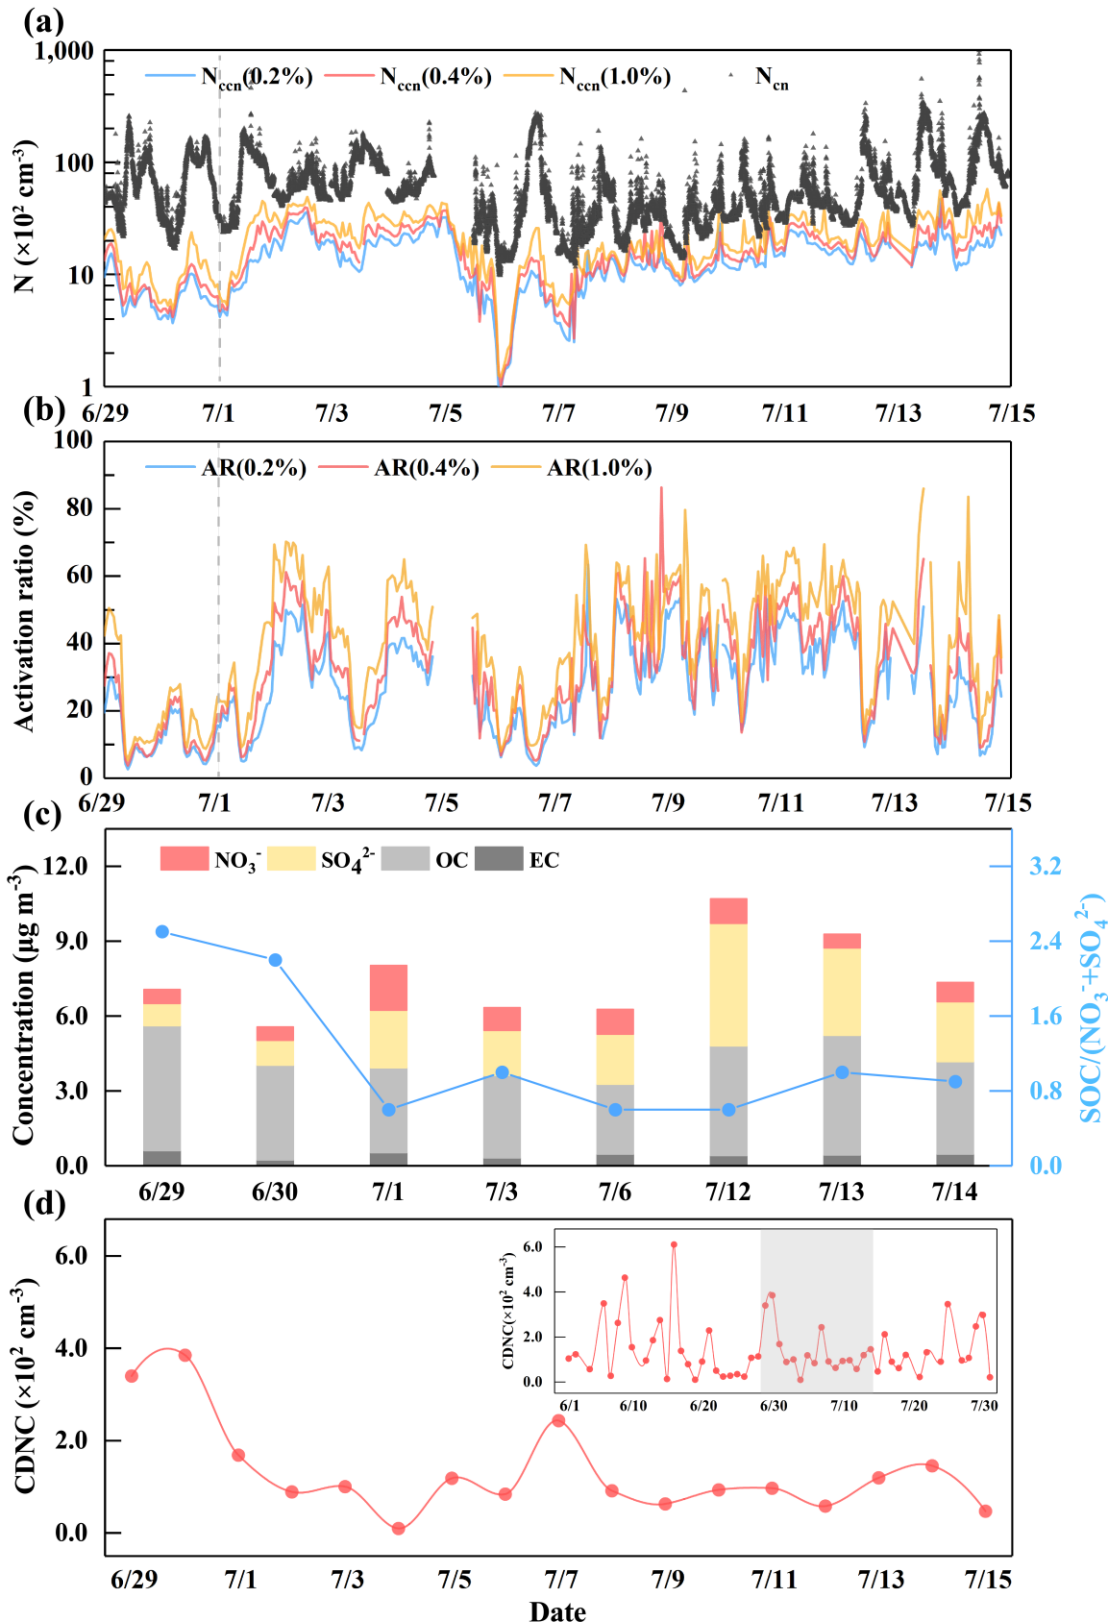 (a)
1,000
100
10
1
N (×10² cm⁻³)
N_ccn(0.2%) N_ccn(0.4%) N_ccn(1.0%) N_cn
6/29 7/1 7/3 7/5 7/7 7/9 7/11 7/13 7/15
(b)
100
80
60
40
20
0
Activation ratio (%)
AR(0.2%) AR(0.4%) AR(1.0%)
6/29 7/1 7/3 7/5 7/7 7/9 7/11 7/13 7/15
(c)
12.0
9.0
6.0
3.0
0.0
Concentration (μg m⁻³)
NO₃⁻ SO₄²⁻ OC EC
3.2
2.4
1.6
0.8
0.0
SOC/(NO₃⁻+SO₄²⁻)
6/29 6/30 7/1 7/3 7/6 7/12 7/13 7/14
(d)
6.0
4.0
2.0
0.0
CDNC (×10² cm⁻³)
6.0
4.0
2.0
0.0
CDNC(×10² cm⁻³)
6/1 6/10 6/20 6/30 7/10 7/20 7/30
6/29 7/1 7/3 7/5 7/7 7/9 7/11 7/13 7/15
Date